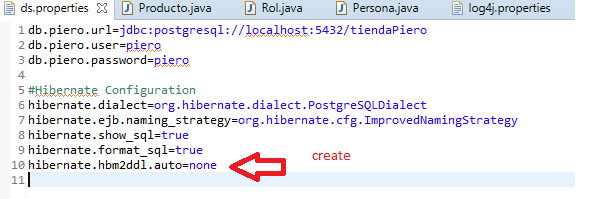 ds.properties Producto.java Rol.java Persona.java log4j.properties
1 db.piero.url=jdbc:postgresql://localhost:5432/tiendaPiero
2 db.piero.user=piero
3 db.piero.password=piero
4
5 #Hibernate Configuration
6 hibernate.dialect=org.hibernate.dialect.PostgreSQLDialect
7 hibernate.ejb.naming_strategy=org.hibernate.cfg.ImprovedNamingStrategy
8 hibernate.show_sql=true
9 hibernate.format_sql=true
10 hibernate.hbm2ddl.auto=none create
11